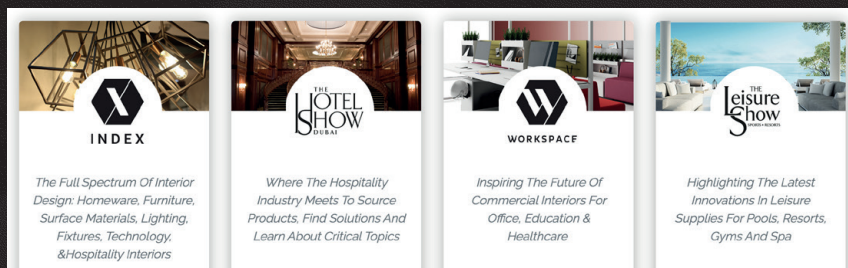 INDEX
The Full Spectrum Of Interior
Design: Homeware, Furniture,
Surface Materials, Lighting,
Fixtures, Technology,
&Hospitality Interiors
THE
HOTEL
SHOW
DUBAI
Where The Hospitality
Industry Meets To Source
Products, Find Solutions And
Learn About Critical Topics
WORKSPACE
Inspiring The Future Of
Commercial Interiors For
Office, Education &
Healthcare
THE
Leisure
Show
SPORTS + RESORTS
Highlighting The Latest
Innovations In Leisure
Supplies For Pools, Resorts,
Gyms And Spa